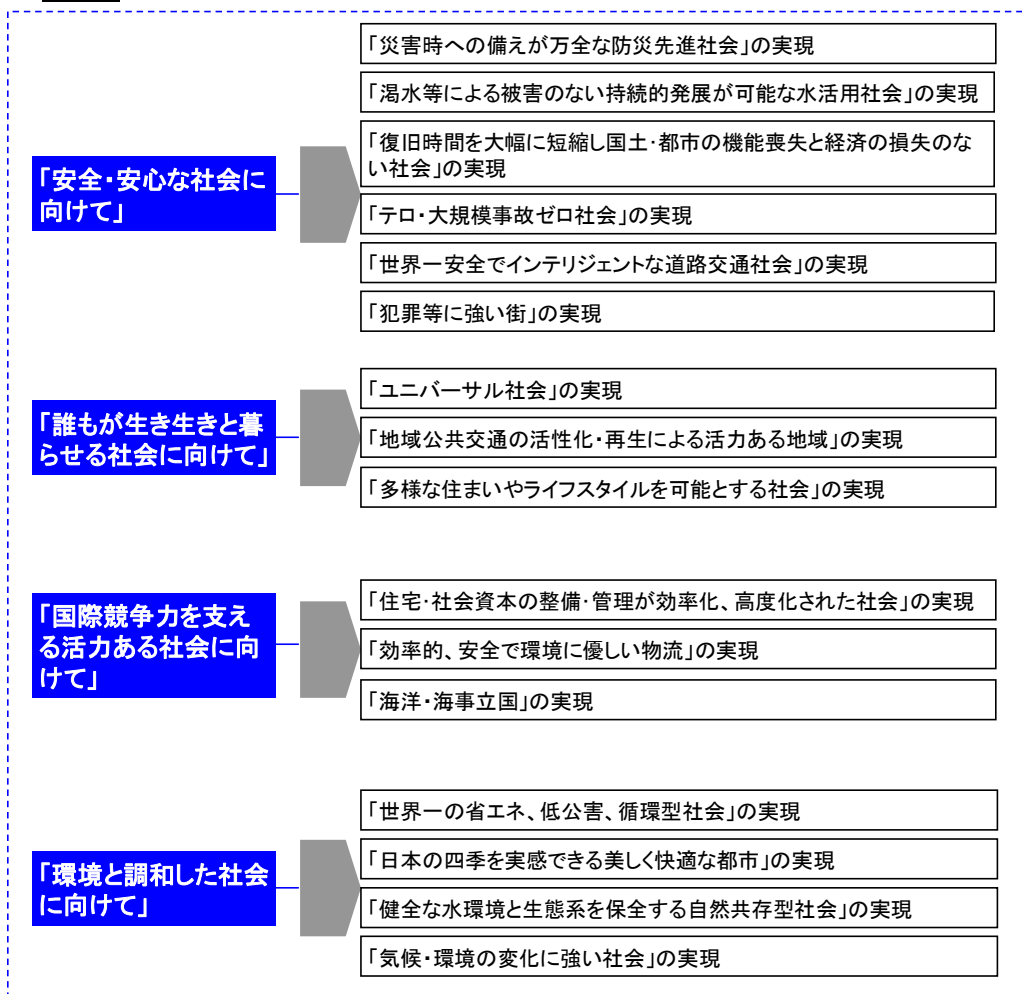 「安全・安心な社会に
向けて」
「災害時への備えが万全な防災先進社会」の実現
「渇水等による被害のない持続的発展が可能な水活用社会」の実現
「復旧時間を大幅に短縮し国土・都市の機能喪失と経済の損失のな
い社会」の実現
「テロ・大規模事故ゼロ社会」の実現
「世界一安全でインテリジェントな道路交通社会」の実現
「犯罪等に強い街」の実現
「誰もが生き生きと暮
らせる社会に向けて」
「ユニバーサル社会」の実現
「地域公共交通の活性化・再生による活力ある地域」の実現
「多様な住まいやライフスタイルを可能とする社会」の実現
「国際競争力を支え
る活力ある社会に向
けて」
「住宅・社会資本の整備・管理が効率化、高度化された社会」の実現
「効率的、安全で環境に優しい物流」の実現
「海洋・海事立国」の実現
「環境と調和した社会
に向けて」
「世界一の省エネ、低公害、循環型社会」の実現
「日本の四季を実感できる美しく快適な都市」の実現
「健全な水環境と生態系を保全する自然共存型社会」の実現
「気候・環境の変化に強い社会」の実現